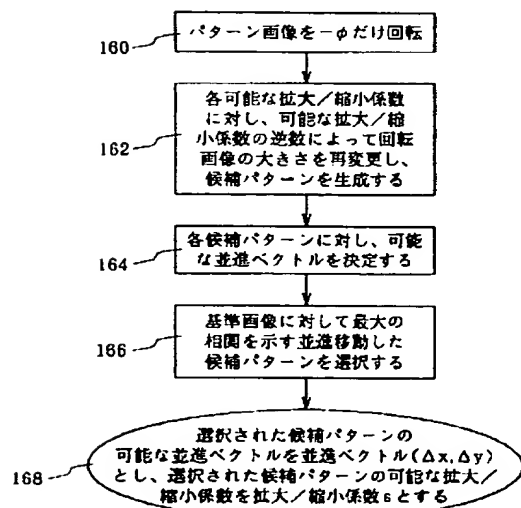 160
パターン画像を－φだけ回転
162
各可能な拡大／縮小係数
に対し、可能な拡大／縮
小係数の逆数によって回転
画像の大きさを再変更し、
候補パターンを生成する
164
各候補パターンに対し、可能
な並進ベクトルを決定する
166
基準画像に対して最大の
相関を示す並進移動した
候補パターンを選択する
168
選択された候補パターンの
可能な並進ベクトルを並進ベクトル(Δx,Δy)
とし、選択された候補パターンの可能な拡大／
縮小係数を拡大／縮小係数sとする